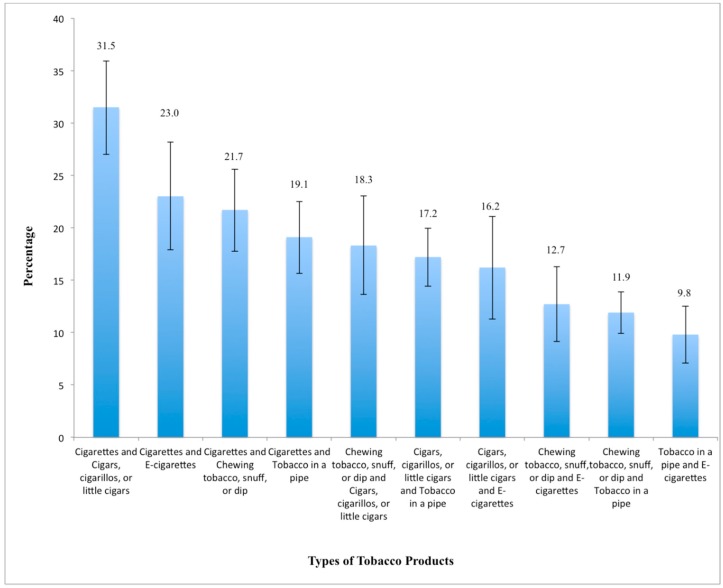 40
35
30
25
20
15
10
5
0
Percentage
31.5
23.0
21.7
19.1
18.3
17.2
16.2
12.7
11.9
9.8
Cigarettes and
Cigars,
cigarillos, or
little cigars
Cigarettes and
E-cigarettes
Cigarettes and
Chewing
tobacco, snuff,
or dip
Cigarettes and
Tobacco in a
pipe
Chewing
tobacco, snuff,
or dip and
Cigars,
cigarillos, or
little cigars
Cigars,
cigarillos, or
little cigars
and Tobacco
in a pipe
Cigars,
cigarillos, or
little cigars
and E-
cigarettes
Chewing
tobacco, snuff,
or dip and E-
cigarettes
Chewing
tobacco, snuff,
or dip and
Tobacco in a
pipe
Tobacco in a
pipe and E-
cigarettes
Types of Tobacco Products